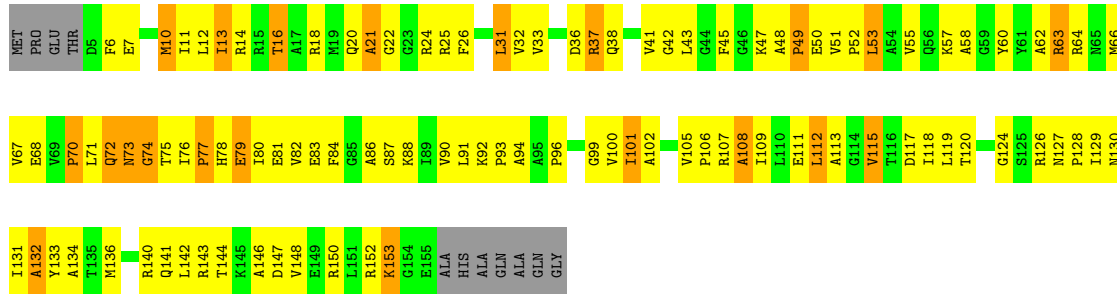 MET PRO GLU THR D5 F6 E7 M10 I11 L12 I13 R14 R15 T16 A17 R18 M19 Q20 A21 G22 G23 R24 R25 F26 L31 V32 V33 D36 R37 Q38 V41 G42 L43 G44 F45 G46 K47 A48 P49 E50 V51 P52 L53 A54 V55 Q56 K57 A58 G59 Y60 Y61 A62 R63 R64 N65 M66
V67 E68 V69 P70 L71 Q72 N73 G74 T75 I76 P77 H78 E79 I80 E81 V82 E83 F84 G85 A86 S87 K88 I89 V90 L91 K92 P93 A94 A95 P96 G99 V100 I101 A102 V105 P106 R107 A108 I109 L110 E111 L112 A113 G114 V115 T116 D117 I118 L119 T120 G124 S125 R126 N127 P128 I129 N130
I131 A132 Y133 A134 T135 M136 R140 Q141 L142 R143 T144 K145 A146 D147 V148 E149 R150 L151 R152 K153 G154 E155 ALA HIS ALA GLN ALA GLN GLY